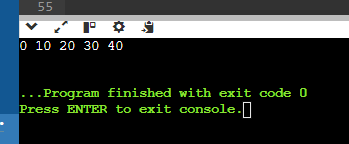 55
0 10 20 30 40
...Program finished with exit code 0
Press ENTER to exit console.